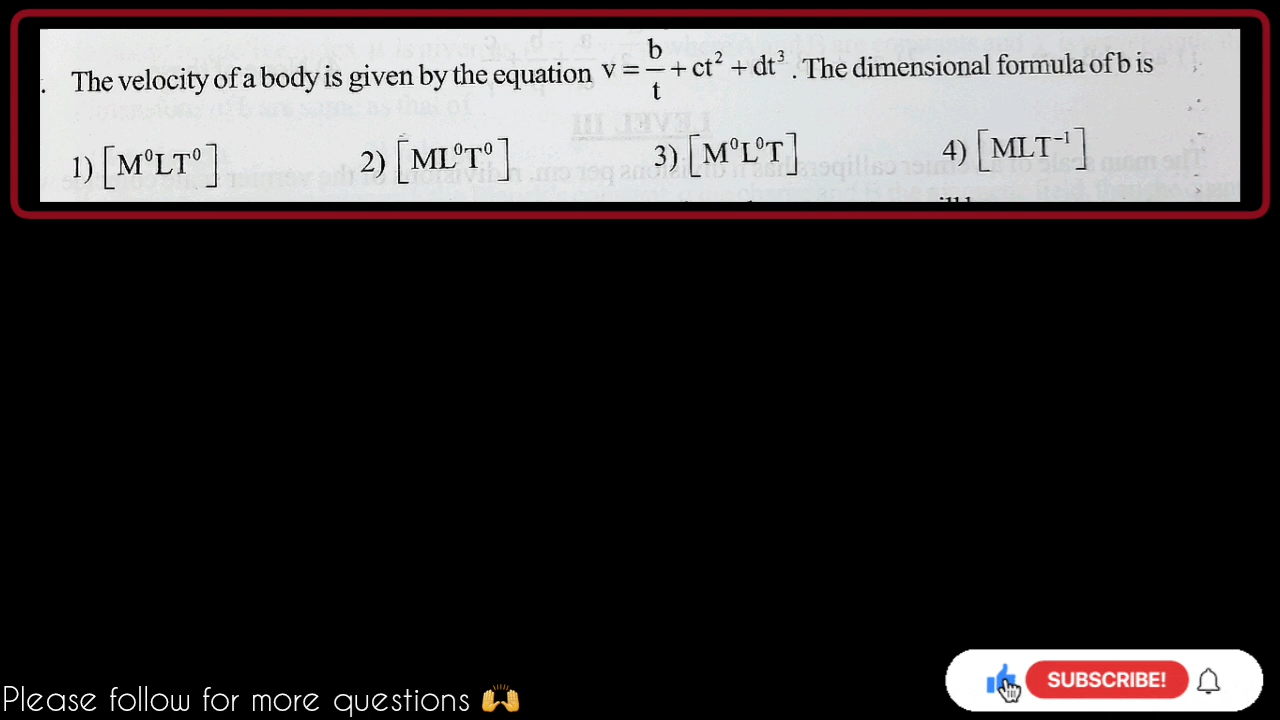 . The velocity of a body is given by the equation v = b/t + ct² + dt³. The dimensional formula of b is
1) [M⁰LT⁰] 2) [ML⁰T⁰] 3) [M⁰L⁰T] 4) [MLT⁻¹]
Please follow for more questions 🙌
SUBSCRIBE!